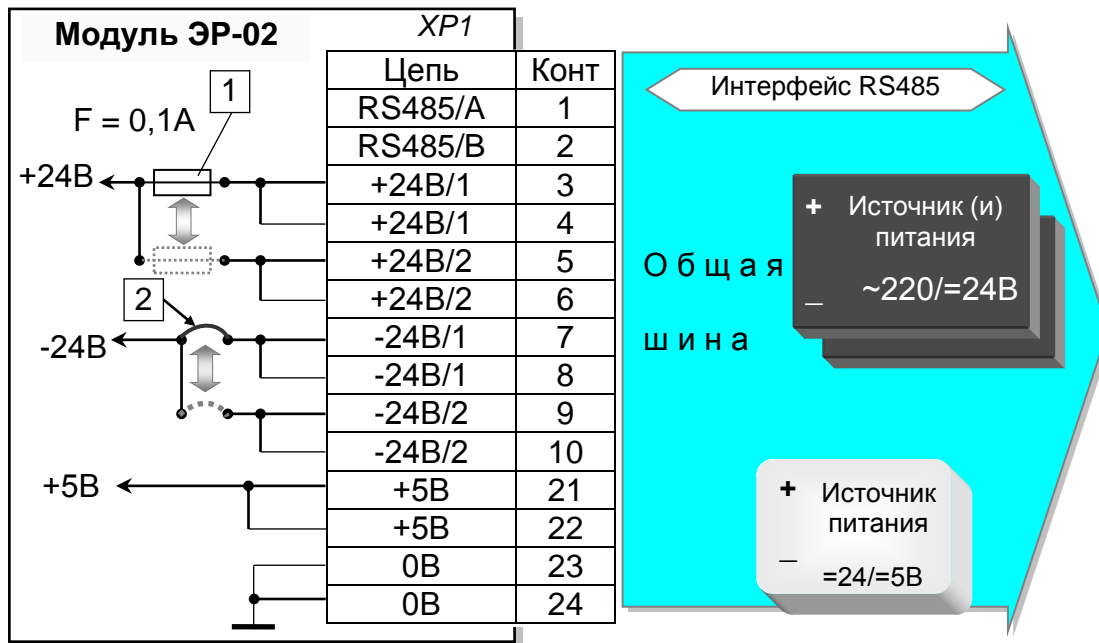 Модуль ЭР-02
XP1
Цепь Конт
RS485/A 1
RS485/B 2
+24В/1 3
+24В/1 4
+24В/2 5
+24В/2 6
-24В/1 7
-24В/1 8
-24В/2 9
-24В/2 10
+5В 21
+5В 22
0В 23
0В 24
1
F = 0,1А
+24В
2
-24В
+5В
Интерфейс RS485
О б щ а я
ш и н а
+ Источник (и)
питания
_ ~220/=24В
+ Источник
питания
_ =24/=5В